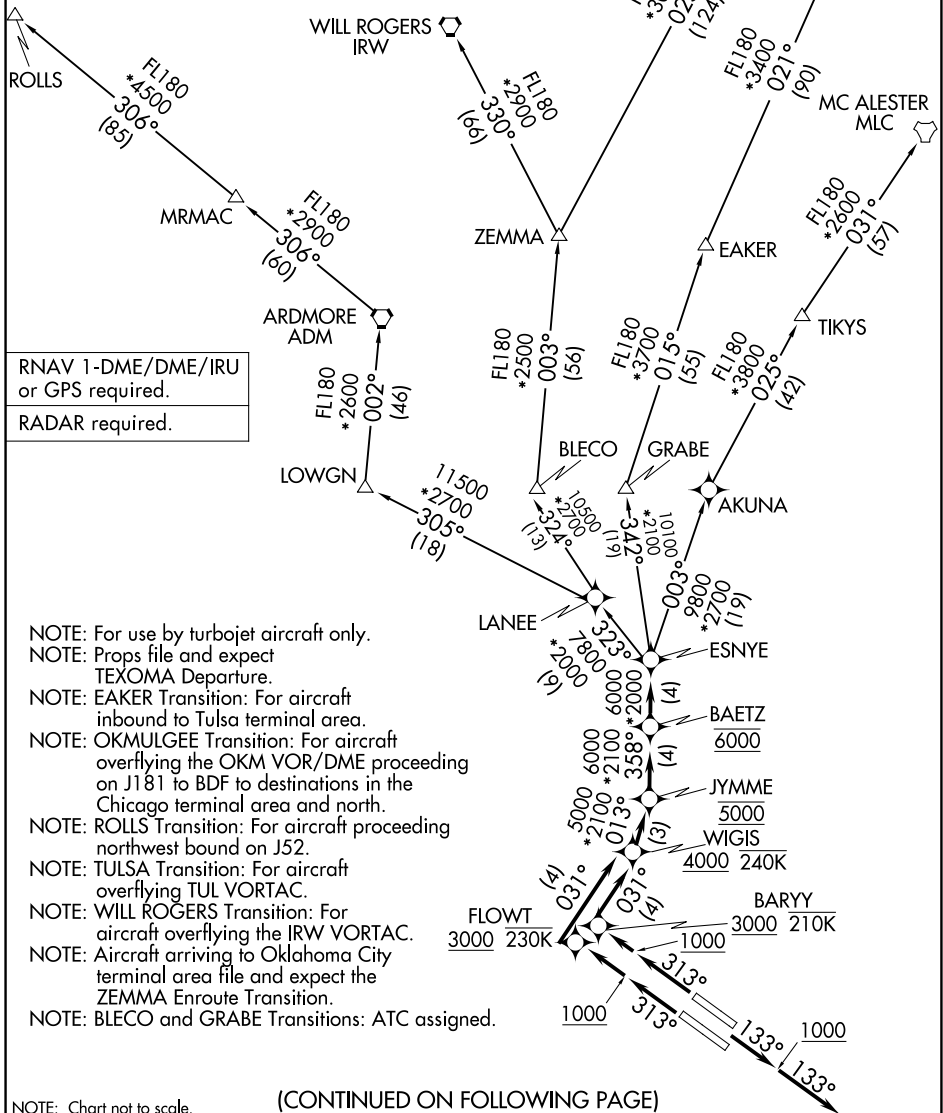 WILL ROGERS
IRW
ROLLS
FL180
*4500
306°
(85)
FL180
*2900
330°
(66)
(124)
FL180
*3400
021°
(90)
MC ALESTER
MLC
MRMAC
FL180
*2900
306°
(60)
ZEMMA
EAKER
FL180
*2600
031°
(57)
ARDMORE
ADM
TIKYS
RNAV 1-DME/DME/IRU
or GPS required.
RADAR required.
FL180
*2600
002°
(46)
FL180
*2500
003°
(56)
FL180
*3700
015°
(55)
FL180
*3800
025°
(42)
LOWGN
BLECO
GRABE
AKUNA
11500
*2700
305°
(18)
10500
*2700
324°
(13)
10100
*2100
342°
(19)
003°
9800
*2700
(19)
LANEE
323°
7800
*2000
(9)
ESNYE
6000
*2000
(4)
BAETZ
6000
6000
*2100
358°
(4)
JYMME
5000
5000
*2100
013°
(3)
WIGIS
4000 240K
(4)
031°
031°
(4)
FLOWT
3000 230K
BARYY
3000 210K
1000
313°
1000
313°
133°
1000
133°
NOTE: For use by turbojet aircraft only.
NOTE: Props file and expect
TEXOMA Departure.
NOTE: EAKER Transition: For aircraft
inbound to Tulsa terminal area.
NOTE: OKMULGEE Transition: For aircraft
overflying the OKM VOR/DME proceeding
on J181 to BDF to destinations in the
Chicago terminal area and north.
NOTE: ROLLS Transition: For aircraft proceeding
northwest bound on J52.
NOTE: TULSA Transition: For aircraft
overflying TUL VORTAC.
NOTE: WILL ROGERS Transition: For
aircraft overflying the IRW VORTAC.
NOTE: Aircraft arriving to Oklahoma City
terminal area file and expect the
ZEMMA Enroute Transition.
NOTE: BLECO and GRABE Transitions: ATC assigned.
NOTE: Chart not to scale.
(CONTINUED ON FOLLOWING PAGE)